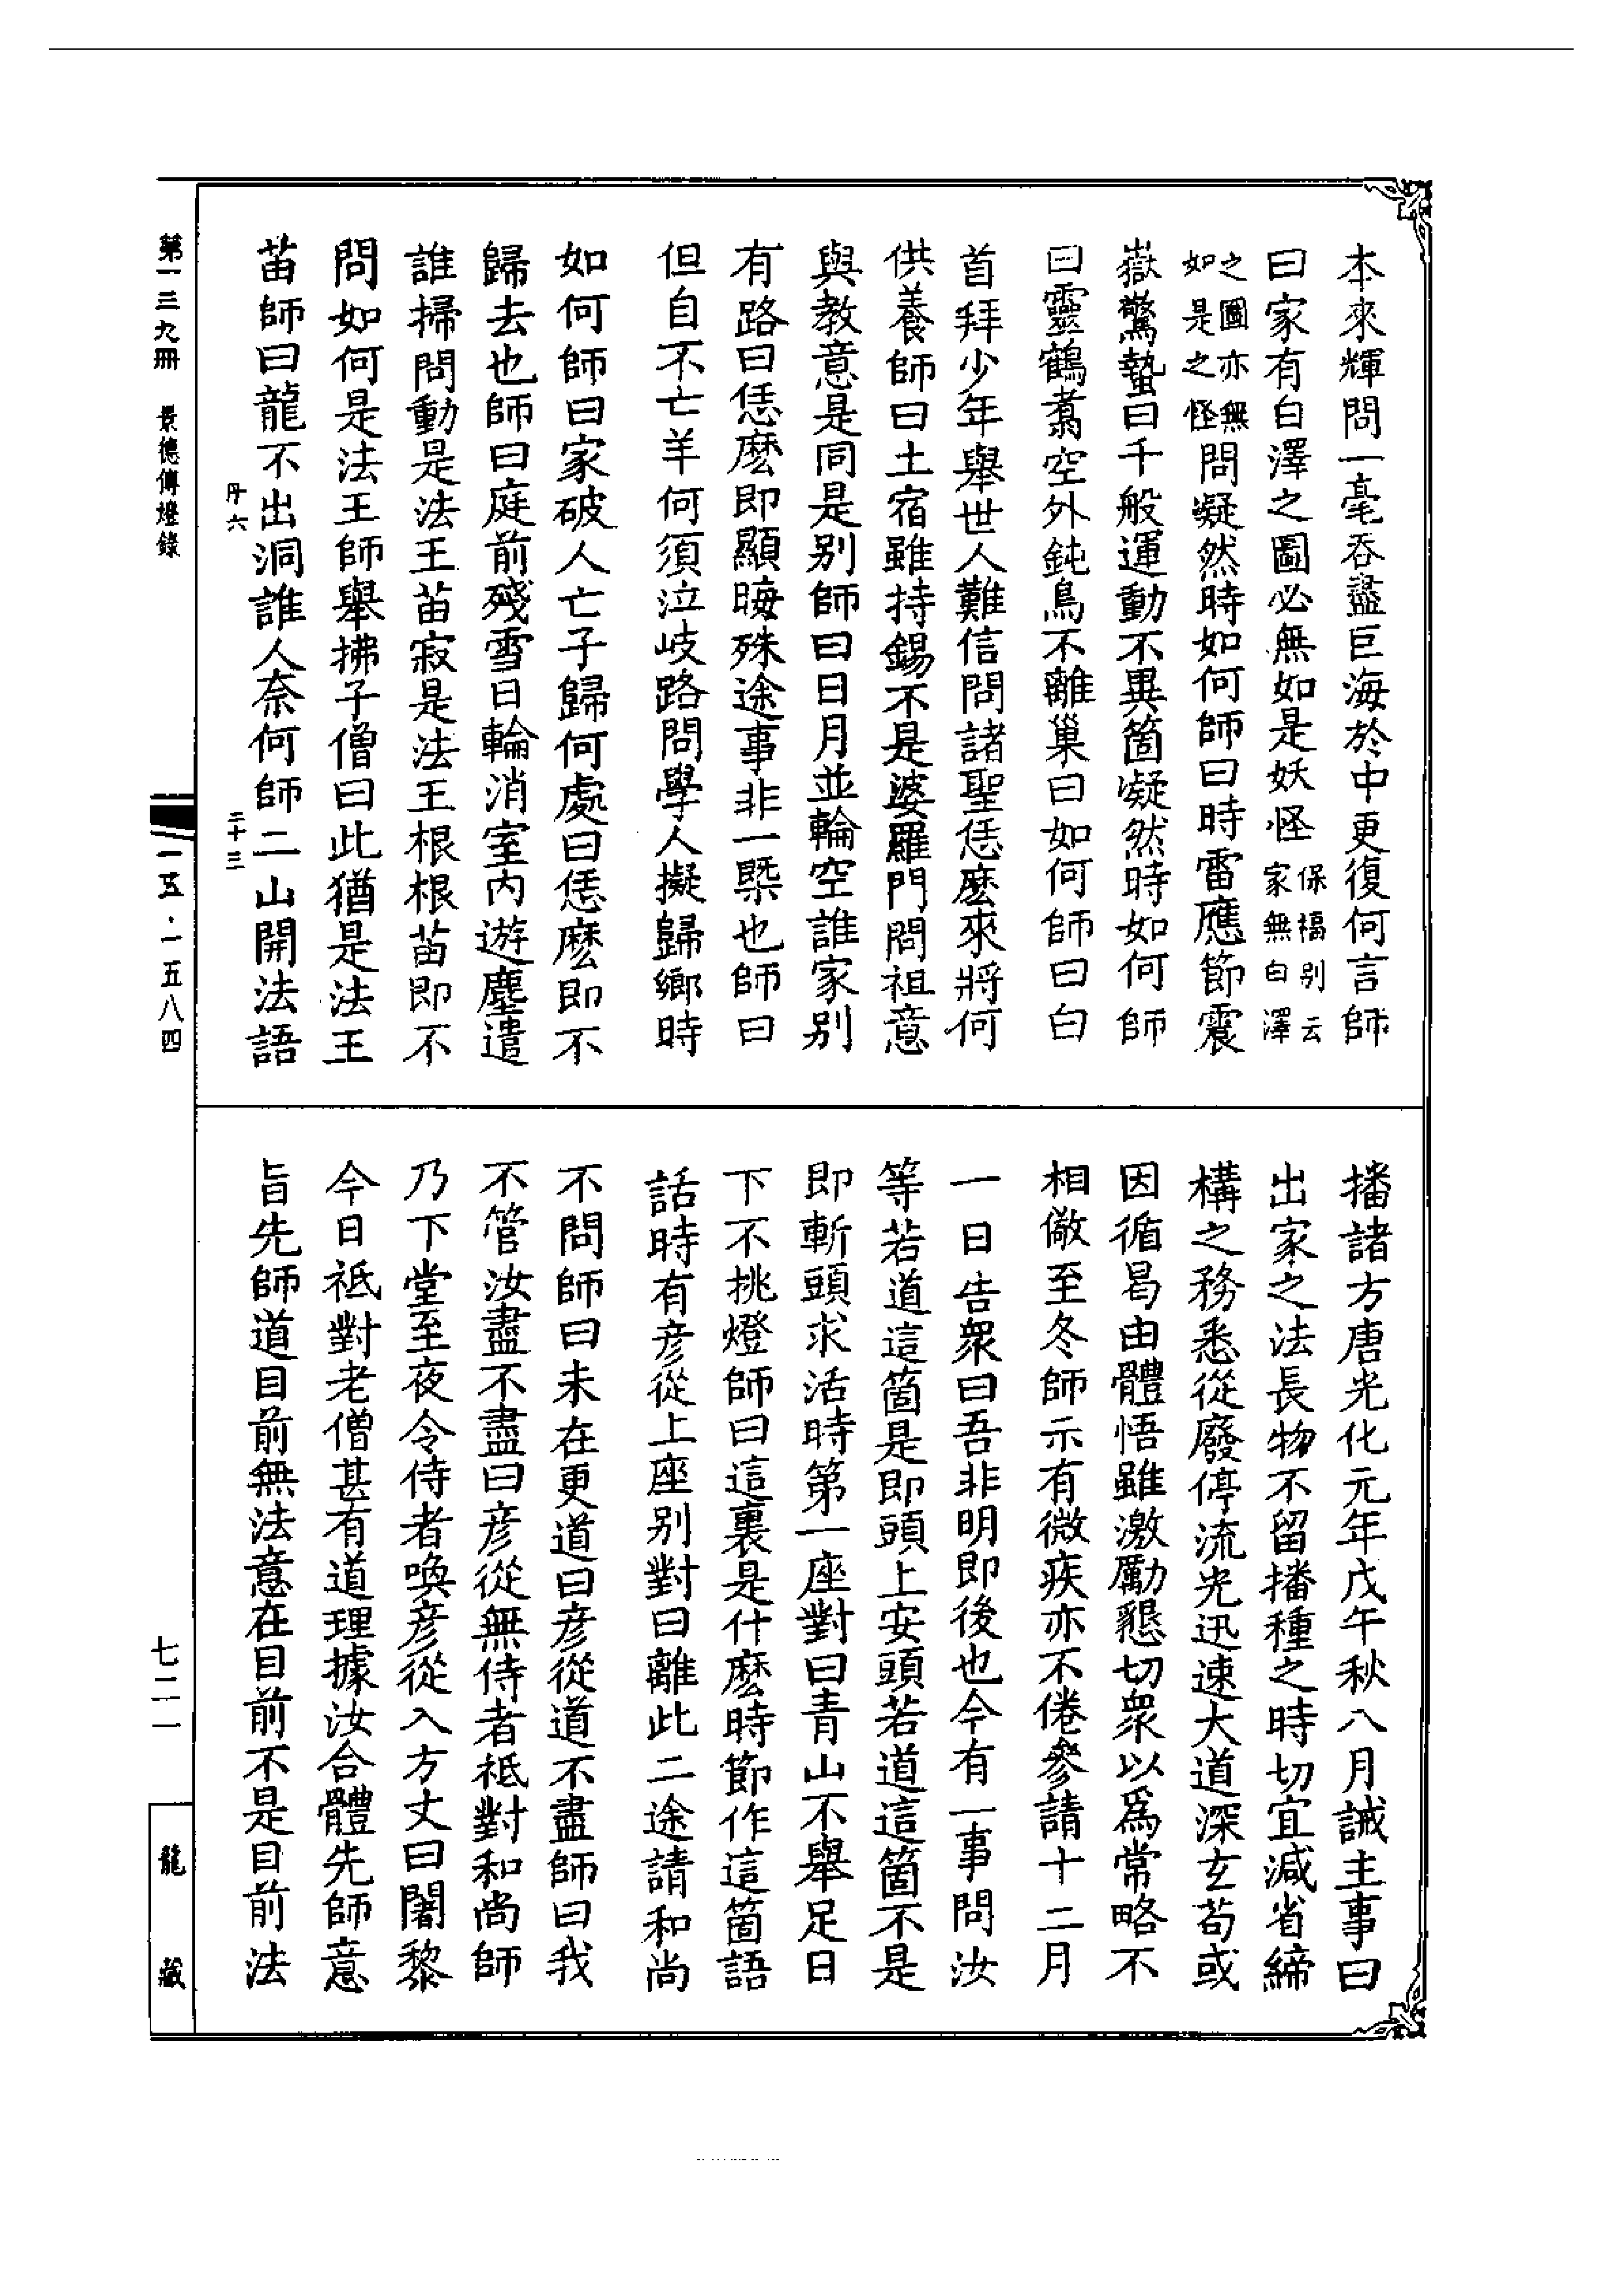 本來輝問一毫吞盡巨海於中更復何言師
曰家有白澤之圖必無如是妖怪保福别云家無白澤
之圖亦無如是之怪問凝然時如何師曰時雷應節震
嶽驚蟄曰千般運動不異箇凝然時如何師
曰靈鶴翥空外鈍鳥不離巢曰如何師曰白
首拜少年舉世人難信問諸聖恁麽來將何
供養師曰土宿雖持錫不是婆羅門問祖意
與教意是同是别師曰日月並輪空誰家别
有路曰恁麽即顯晦殊途事非一槩也師曰
但自不亡羊何須泣岐路問學人擬歸鄉時
如何師曰家破人亡子歸何處曰恁麽即不
歸去也師曰庭前殘雪日輪消室内遊塵遣
誰掃問動是法王苗寂是法王根根苗即不
問如何是法王師舉拂子僧曰此猶是法王
苗師曰龍不出洞誰人奈何師二山開法語
丹六
二十三
播諸方唐光化元年戊午秋八月誡主事曰
出家之法長物不留播種之時切宜減省締
構之務悉從廢停流光迅速大道深玄苟或
因循曷由體悟雖激勵懇切衆以爲常略不
相儆至冬師示有微疾亦不倦參請十二月
一日告衆曰吾非明即後也今有一事問汝
等若道這箇是即頭上安頭若道這箇不是
即斬頭求活時第一座對曰青山不舉足日
下不挑燈師曰這裏是什麽時節作這箇語
話時有彦從上座别對曰離此二途請和尚
不問師曰未在更道曰彦從道不盡師曰我
不管汝盡不盡曰彦從無侍者祗對和尚師
乃下堂至夜令侍者喚彦從入方丈曰闍黎
今日祗對老僧甚有道理據汝合體先師意
旨先師道目前無法意在目前不是目前法
第一三九冊 景德傳燈錄
一五·一五八四
七二一
龍藏